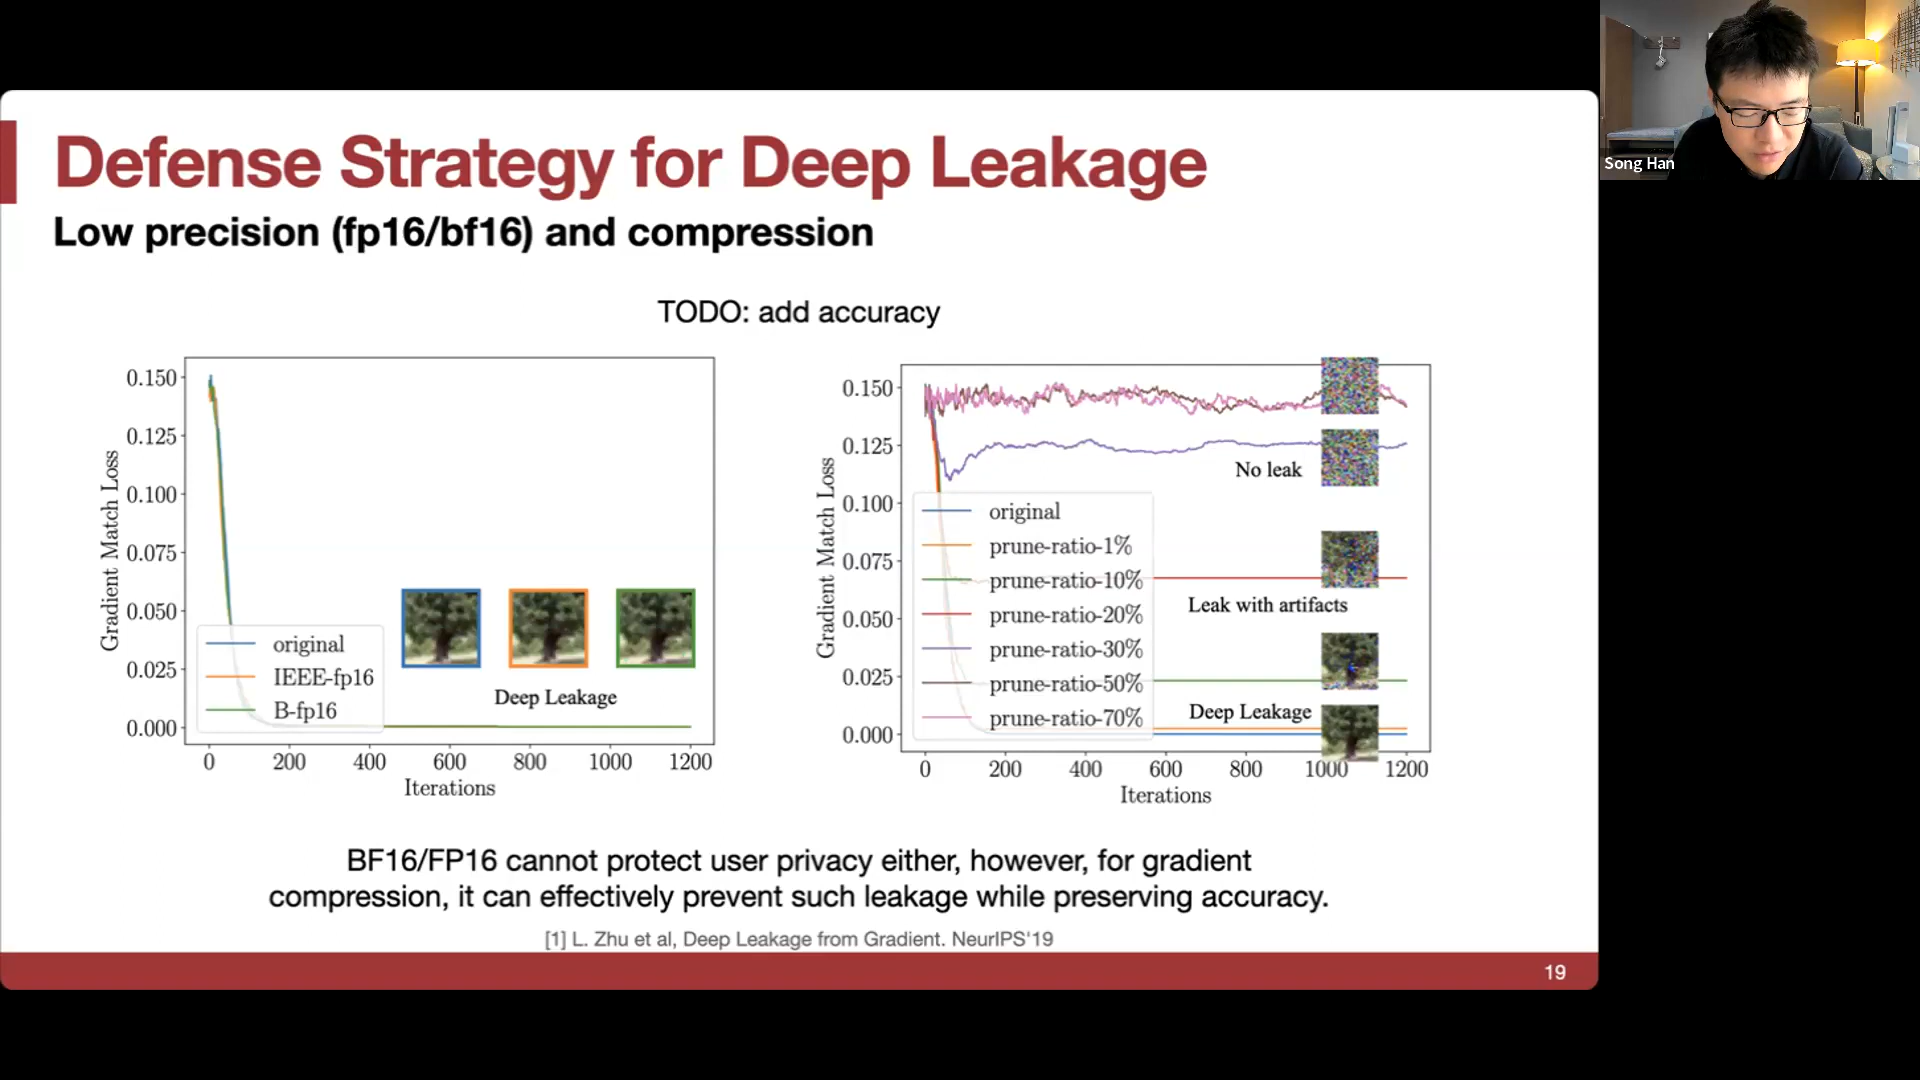 Defense Strategy for Deep Leakage
Low precision (fp16/bf16) and compression
TODO: add accuracy
Gradient Match Loss
0.150
0.125
0.100
0.075
0.050
0.025
0.000
original
IEEE-fp16
B-fp16
Deep Leakage
0 200 400 600 800 1000 1200
Iterations
Gradient Match Loss
0.150
0.125
0.100
0.075
0.050
0.025
0.000
original
prune-ratio-1%
prune-ratio-10%
prune-ratio-20%
prune-ratio-30%
prune-ratio-50%
prune-ratio-70%
No leak
Leak with artifacts
Deep Leakage
0 200 400 600 800 1000 1200
Iterations
BF16/FP16 cannot protect user privacy either, however, for gradient
compression, it can effectively prevent such leakage while preserving accuracy.
[1] L. Zhu et al, Deep Leakage from Gradient. NeurIPS'19
19
Song Han